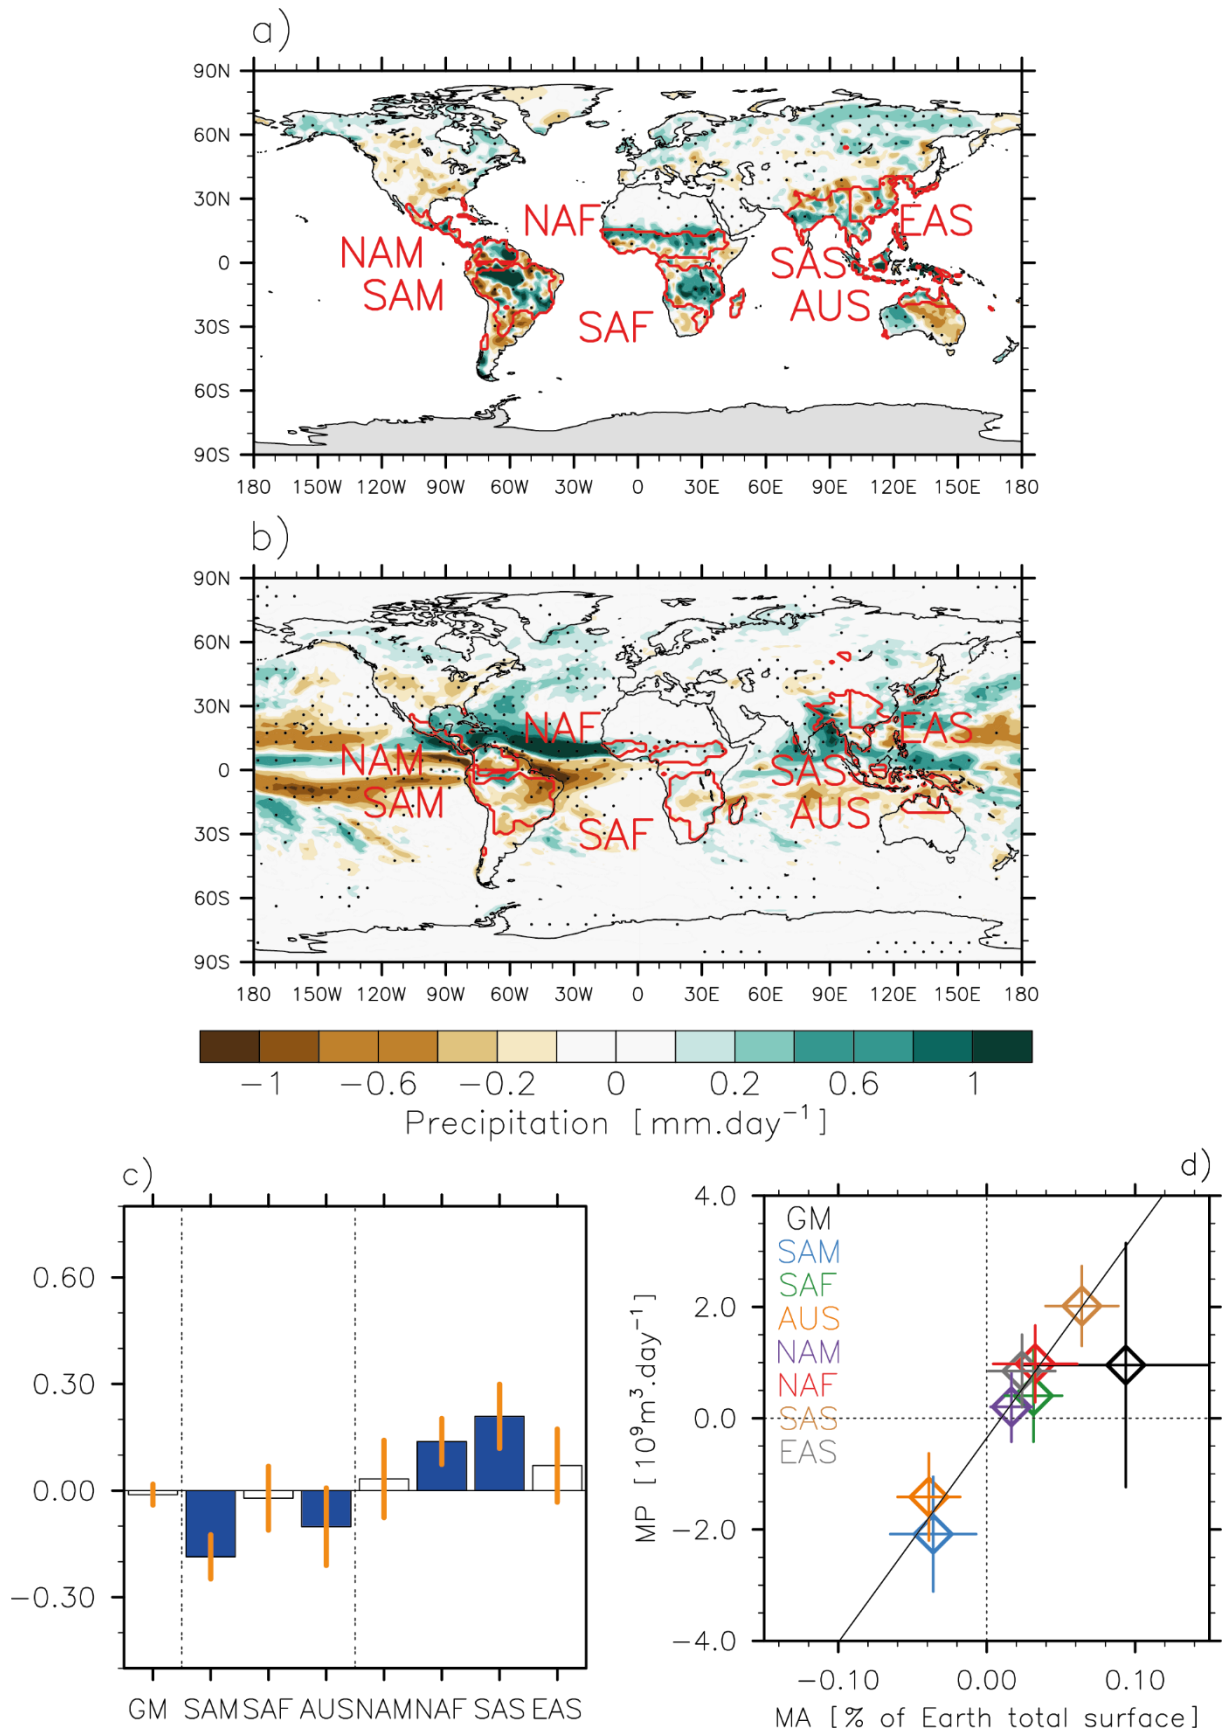 a)
90N
60N
30N
0
30S
60S
90S
NAF
EAS
NAM
SAS
SAM
AUS
SAF
180 150W 120W 90W 60W 30W 0 30E 60E 90E 120E 150E 180
b)
90N
60N
30N
0
30S
60S
90S
NAF
EAS
NAM
SAS
SAM
AUS
SAF
180 150W 120W 90W 60W 30W 0 30E 60E 90E 120E 150E 180
−1 −0.6 −0.2 0 0.2 0.6 1
Precipitation [mm.day⁻¹]
c)
0.60
0.30
0.00
−0.30
GM SAM SAF AUS NAM NAF SAS EAS
d)
4.0
2.0
0.0
−2.0
−4.0
MP [10⁹m³.day⁻¹]
GM
SAM
SAF
AUS
NAM
NAF
SAS
EAS
−0.10 0.00 0.10
MA [% of Earth total surface]